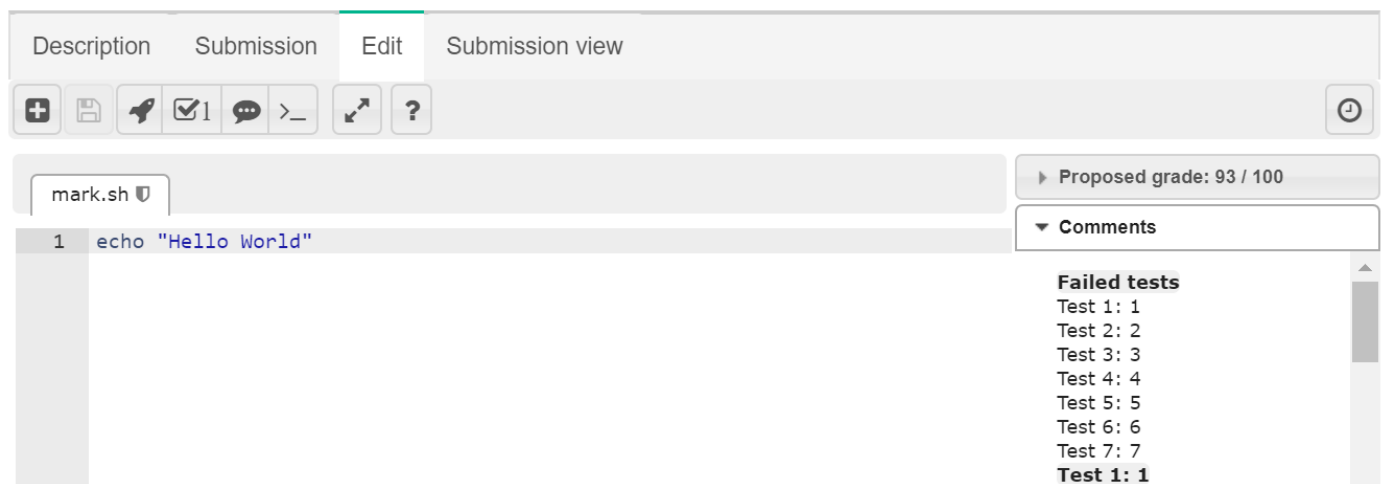 Description Submission Edit Submission view
1 >_ ?
mark.sh
1 echo "Hello World"
Proposed grade: 93 / 100
Comments
Failed tests
Test 1: 1
Test 2: 2
Test 3: 3
Test 4: 4
Test 5: 5
Test 6: 6
Test 7: 7
Test 1: 1